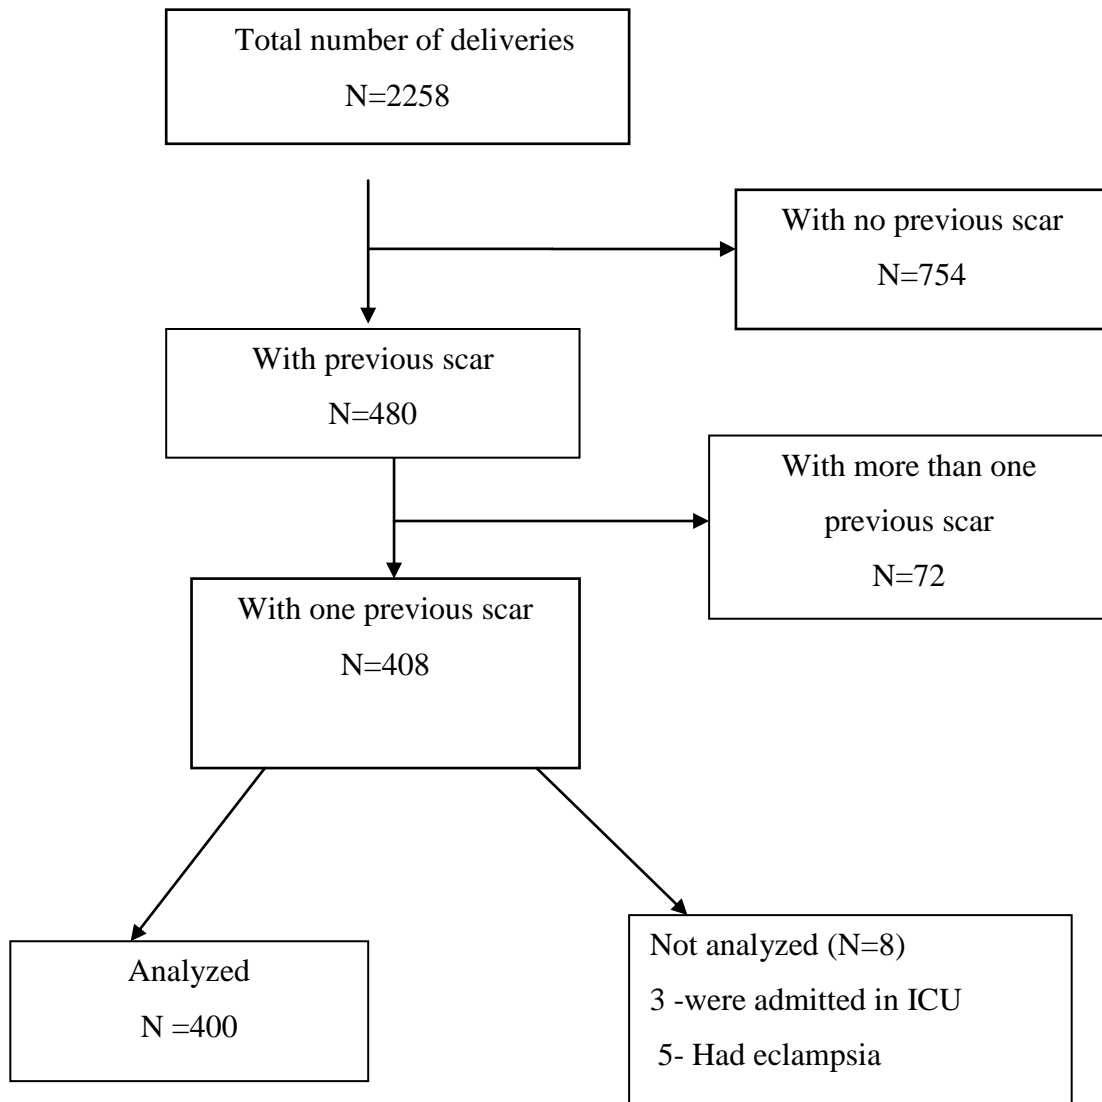 Total number of deliveries
N=2258
With no previous scar
N=754
With previous scar
N=480
With more than one
previous scar
N=72
With one previous scar
N=408
Analyzed
N =400
Not analyzed (N=8)
3 -were admitted in ICU
5- Had eclampsia